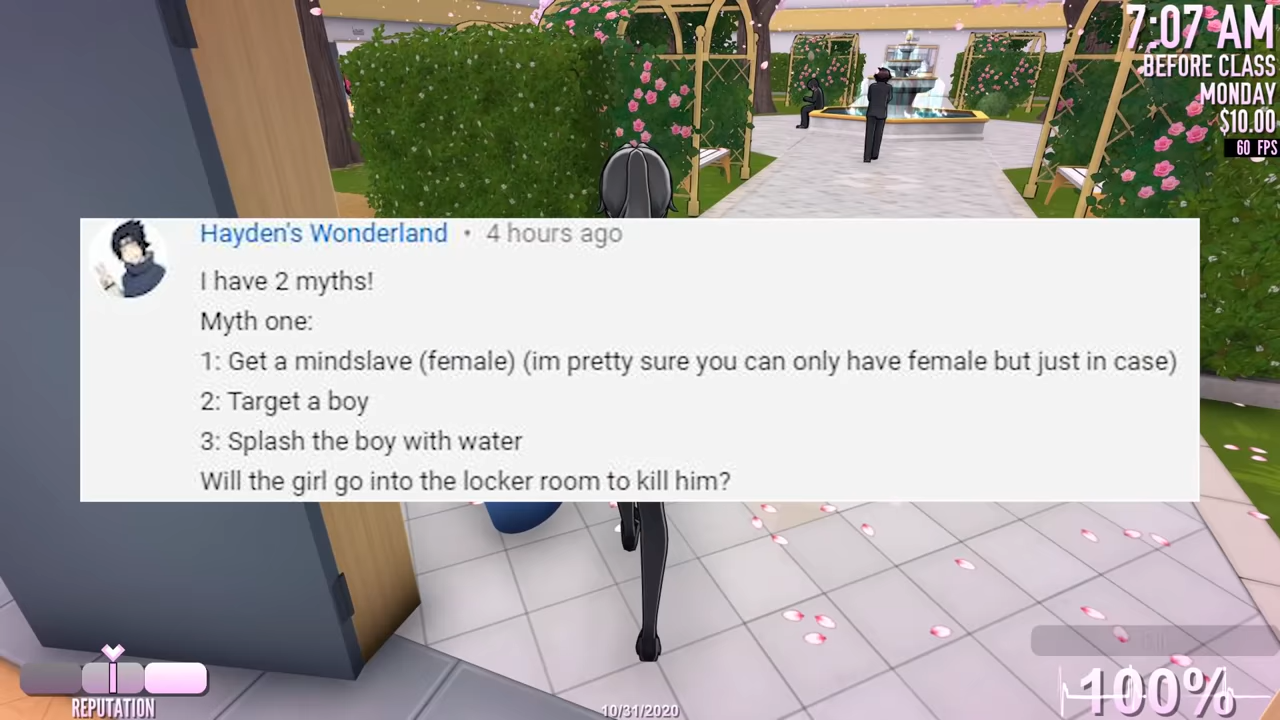 7:07 AM
BEFORE CLASS
MONDAY
$10.00
60 FPS
Hayden's Wonderland • 4 hours ago
I have 2 myths!
Myth one:
1: Get a mindslave (female) (im pretty sure you can only have female but just in case)
2: Target a boy
3: Splash the boy with water
Will the girl go into the locker room to kill him?
REPUTATION
10/31/2020
100%